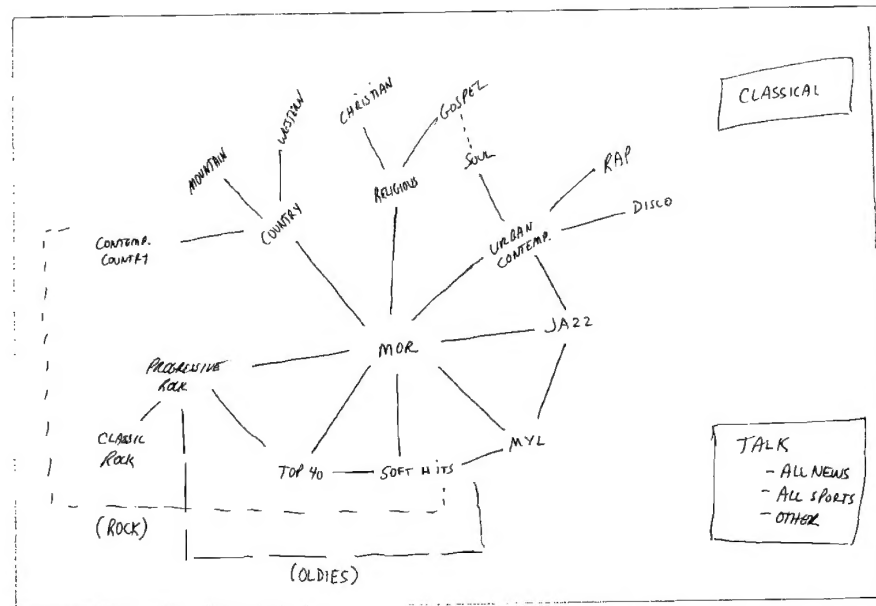 CLASSICAL
CHRISTIAN
GOSPEL
WESTERN
MOUNTAIN
SOUL
RAP
RELIGIOUS
DISCO
COUNTRY
URBAN
CONTEMP.
CONTEMP.
COUNTRY
JAZZ
MOR
PROGRESSIVE
ROCK
CLASSIC
ROCK
MYL
TOP 40
SOFT HITS
TALK
- ALL NEWS
- ALL SPORTS
- OTHER
(ROCK)
(OLDIES)